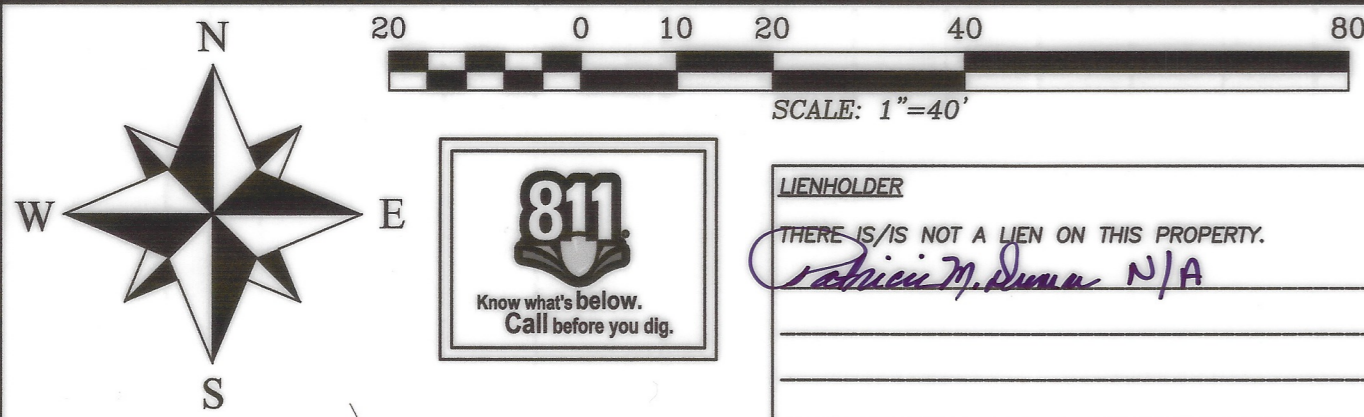 20 0 10 20 40 80
SCALE: 1"=40'
N
W E
S
811
Know what's below.
Call before you dig.
LIENHOLDER
THERE IS/IS NOT A LIEN ON THIS PROPERTY.
Patricia M. N/A